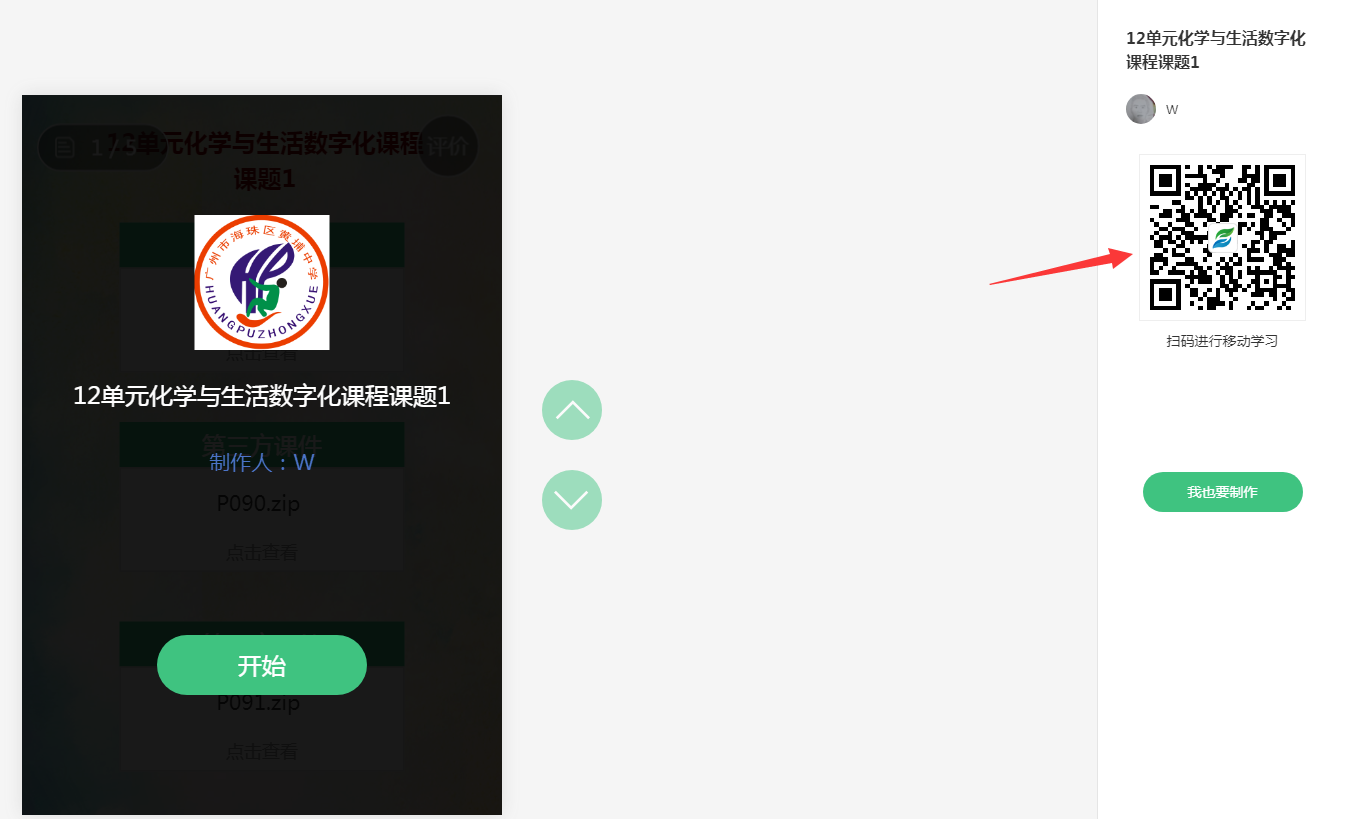 1 / 5
12单元化学与生活数字化课程
课题1
评价
广州市海珠区黄埔中学
HUANGPUZHONGXUE
点击查看
12单元化学与生活数字化课程课题1
第三方课件
制作人：W
P090.zip
点击查看
开始
P091.zip
点击查看
12单元化学与生活数字化
课程课题1
W
扫码进行移动学习
我也要制作